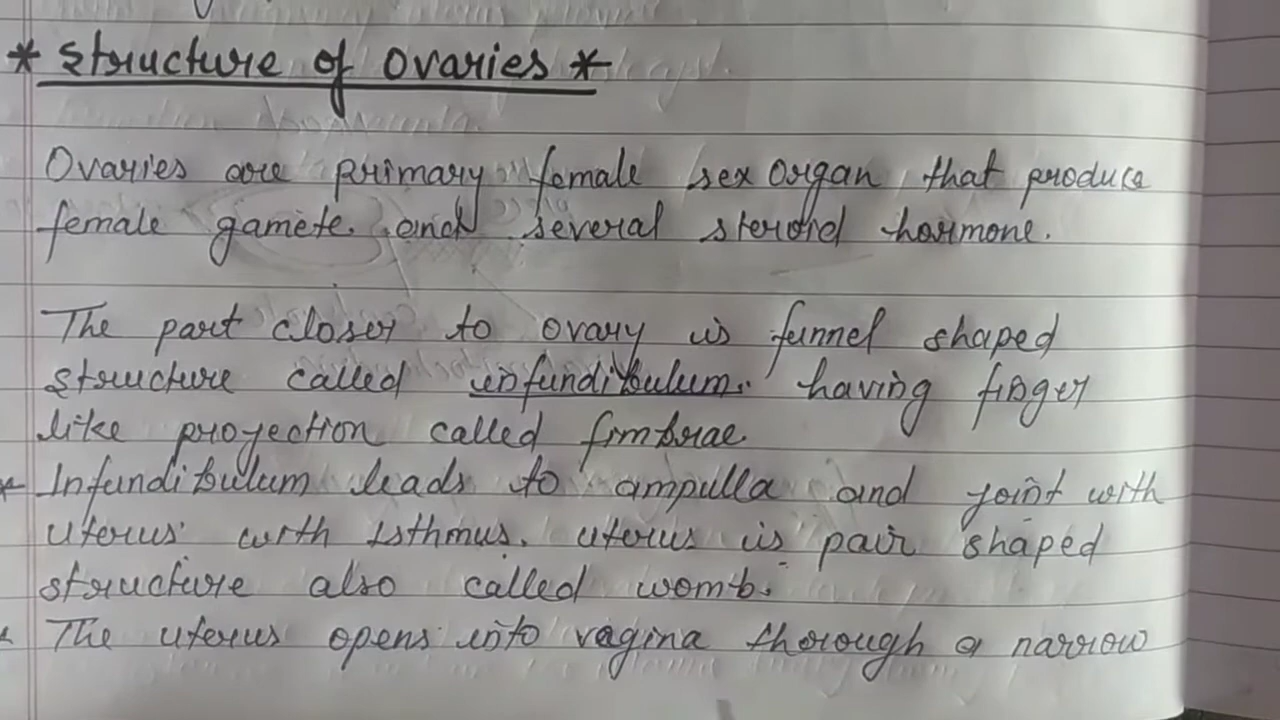 * Structure of Ovaries *
Ovaries are primary female sex organ that produce
female gamete. and several steroid hormone.
The part closer to ovary is funnel shaped
structure called infundibulum. having finger
like projection called fimbrae
* Infundibulum leads to ampulla and joint with
uterus with Isthmus. uterus is pair shaped
structure also called womb.
* The uterus opens into vagina thorough a narrow